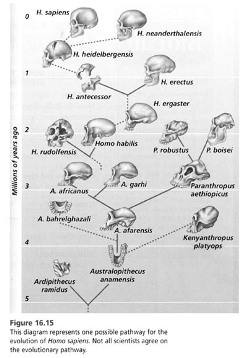 0
H. sapiens
H. neanderthalensis
H. heidelbergensis
1
H. erectus
H. antecessor
H. ergaster
2
Homo habilis
P. robustus
P. boisei
H. rudolfensis
Millions of years ago
3
A. africanus
A. garhi
Paranthropus
aethiopicus
A. bahrelghazali
A. afarensis
Kenyanthropus
platyops
4
Ardipithecus
ramidus
Australopithecus
anamensis
5
Figure 16.15
This diagram represents one possible pathway for the
evolution of Homo sapiens. Not all scientists agree on
the evolutionary pathway.